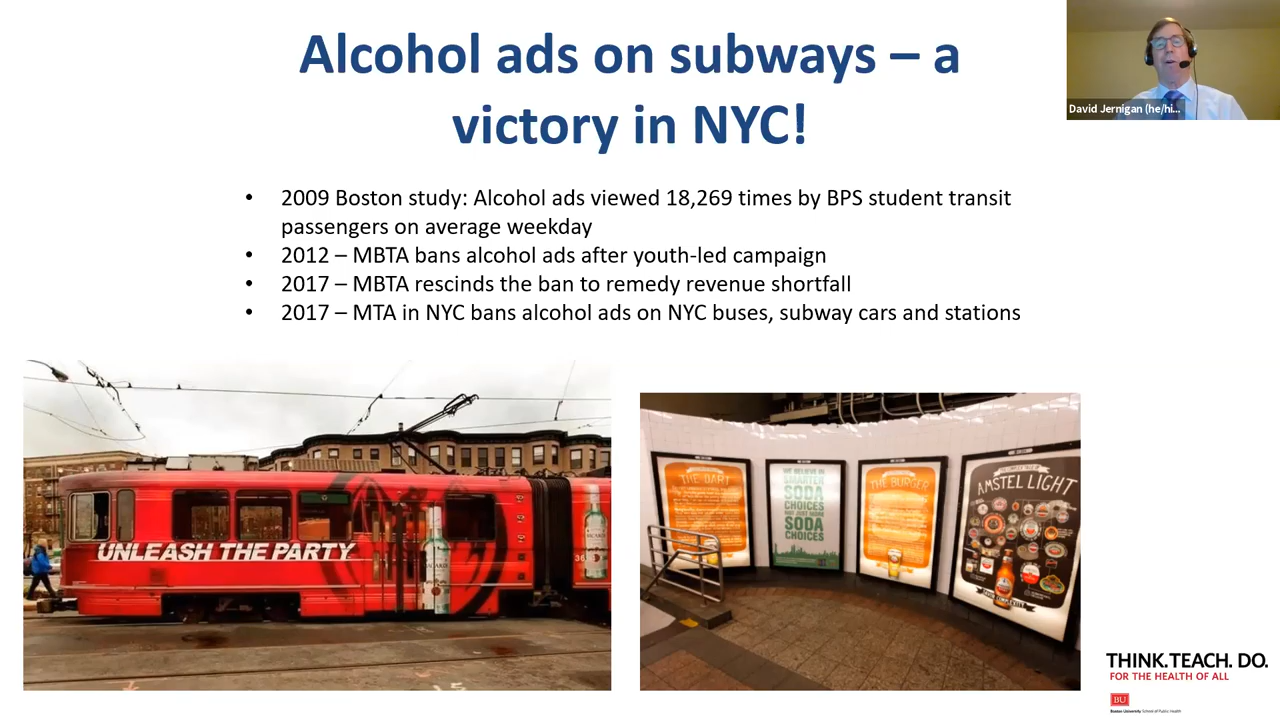 Alcohol ads on subways – a
victory in NYC!
David Jernigan (he/hi...
• 2009 Boston study: Alcohol ads viewed 18,269 times by BPS student transit
passengers on average weekday
• 2012 – MBTA bans alcohol ads after youth-led campaign
• 2017 – MBTA rescinds the ban to remedy revenue shortfall
• 2017 – MTA in NYC bans alcohol ads on NYC buses, subway cars and stations
UNLEASH THE PARTY
BACARDI
BACARDI
36
THE DART
WE BELIEVE IN
SMARTER
SODA
CHOICES
NOT JUST MORE
SODA
CHOICES
THE BURGER
AMSTEL LIGHT
THINK.TEACH. DO.
FOR THE HEALTH OF ALL
BU
Boston University School of Public Health